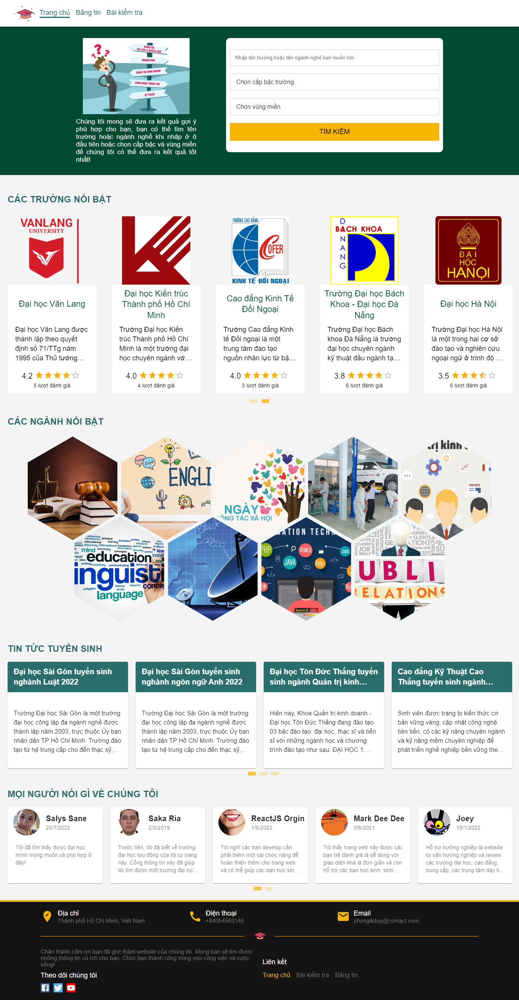 Trang chủ Bảng tin Bài kiểm tra
QUẢN TRỊ
DU LỊCH & KHÁCH SẠN
MARKETING
QUẢN TRỊ KINH DOANH
CÔNG NGHỆ THÔNG TIN
KỸ THUẬT
Chúng tôi mong sẽ đưa ra kết quả gợi ý
phù hợp cho bạn, bạn có thể tìm tên
trường hoặc ngành nghề khi nhập ở ô
đầu tiên hoặc chọn cấp bậc và vùng miền
để chúng tôi có thể đưa ra kết quả tốt
nhất!
Nhập tên trường hoặc tên ngành nghề bạn muốn tìm
Chọn cấp bậc trường
Chọn vùng miền
TÌM KIẾM
CÁC TRƯỜNG NỔI BẬT
VANLANG
UNIVERSITY
Đại học Văn Lang
Đại học Văn Lang được
thành lập theo quyết
định số 71/TTg năm
1995 của Thủ tướng...
4.2
5 lượt đánh giá
Đại học Kiến trúc
Thành phố Hồ Chí
Minh
Trường Đại học Kiến
trúc Thành phố Hồ Chí
Minh là một trường đại
học chuyên ngành vớ...
4.0
4 lượt đánh giá
TRƯỜNG CAO ĐẲNG
COFER
KINH TẾ ĐỐI NGOẠI
Cao đẳng Kinh Tế
Đối Ngoại
Trường Cao đẳng Kinh
tế Đối ngoại là một
trung tâm đào tạo
nguồn nhân lực từ bậ...
4.0
3 lượt đánh giá
BACH KHOA
DANANG
Trường Đại học Bách
Khoa - Đại học Đà
Nẵng
Trường Đại học Bách
khoa Đà Nẵng là trường
đại học chuyên ngành
kỹ thuật đầu ngành tạ...
3.8
6 lượt đánh giá
ĐẠI
HỌC
HÀNỘI
Đại học Hà Nội
Trường Đại học Hà Nội
là một trong hai cơ sở
đào tạo và nghiên cứu
ngoại ngữ ở trình độ ...
3.5
6 lượt đánh giá
CÁC NGÀNH NỔI BẬT
ENGLI
NGÀY
CÔNG TÁC XÃ HỘI
trị kinh
NEWS
education
inguisti
language
MATION TECHN
PHP
HTML5
.com
JAVA
http:
C#
Aptech
UBLI
RELATIONS
TIN TỨC TUYỂN SINH
Đại học Sài Gòn tuyển sinh
nghành Luật 2022
Trường Đại học Sài Gòn là một trường
đại học công lập đa ngành nghề được
thành lập năm 2003, trực thuộc Ủy ban
nhân dân TP Hồ Chí Minh. Trường đào
tạo từ hệ trung cấp cho đến thạc sỹ,...
Đại học Sài Gòn tuyển sinh
nghành ngôn ngữ Anh 2022
Trường Đại học Sài Gòn là một trường
đại học công lập đa ngành nghề được
thành lập năm 2003, trực thuộc Ủy ban
nhân dân TP Hồ Chí Minh. Trường đào
tạo từ hệ trung cấp cho đến thạc sỹ,...
Đại học Tôn Đức Thắng tuyển
sinh ngành Quản trị kinh...
Hiện nay, Khoa Quản trị kinh doanh -
Đại học Tôn Đức Thắng đang đào tạo
03 bậc đào tạo: đại học, thạc sĩ và tiến
sĩ với những ngành học và chương
trình đào tạo như sau: ĐẠI HỌC 1....
Cao đẳng Kỹ Thuật Cao
Thắng tuyển sinh ngành...
Sinh viên được trang bị kiến thức cơ
bản vững vàng, cập nhật công nghệ
tiên tiến, có các kỹ năng chuyên ngành
và kỹ năng mềm chuyên nghiệp để
phát triển nghề nghiệp bền vững the...
MỌI NGƯỜI NÓI GÌ VỀ CHÚNG TÔI
Salys Sane
20/7/2022
Tôi đã tìm thấy được đại học
mình mong muốn và phù hợp ở
đây!
Saka Ria
2/3/2019
Trước tiên, tôi đã biết về trường
đại học lưu động của tôi từ trang
này. Cổng thông tin này đã giúp
tôi tìm được một trường đại họ...
ReactJS Orgin
1/6/2022
Tôi nghĩ các bạn develop cần
phải thêm một vài chức năng để
hoàn thiện thêm cho trang web
và có thể giúp các bạn học sin...
Mark Dee Dee
3/6/2021
Tôi thấy trang web này được các
bạn trẻ đánh giá là dễ dùng với
giao diện khá là đơn giản và còn
hỗ trợ các bạn học sinh, sinh...
Joey
19/1/2022
Hỗ trợ hướng nghiệp là website
tư vấn hướng nghiệp và review
các trường đại học, cao đẳng,
trung cấp, các trung tâm dạy h...
Địa chỉ
Thành phố Hồ Chí Minh, Việt Nam
Điện thoại
+84054563145
Email
phong&duy@contact.com
Chân thành cảm ơn bạn đã ghé thăm website của chúng tôi. Mong bạn sẽ tìm được
những thông tin có ích cho bạn. Chúc bạn thành công trong mọi công việc và cuộc
sống!
Theo dõi chúng tôi
Liên kết
Trang chủ Bài kiểm tra Bảng tin